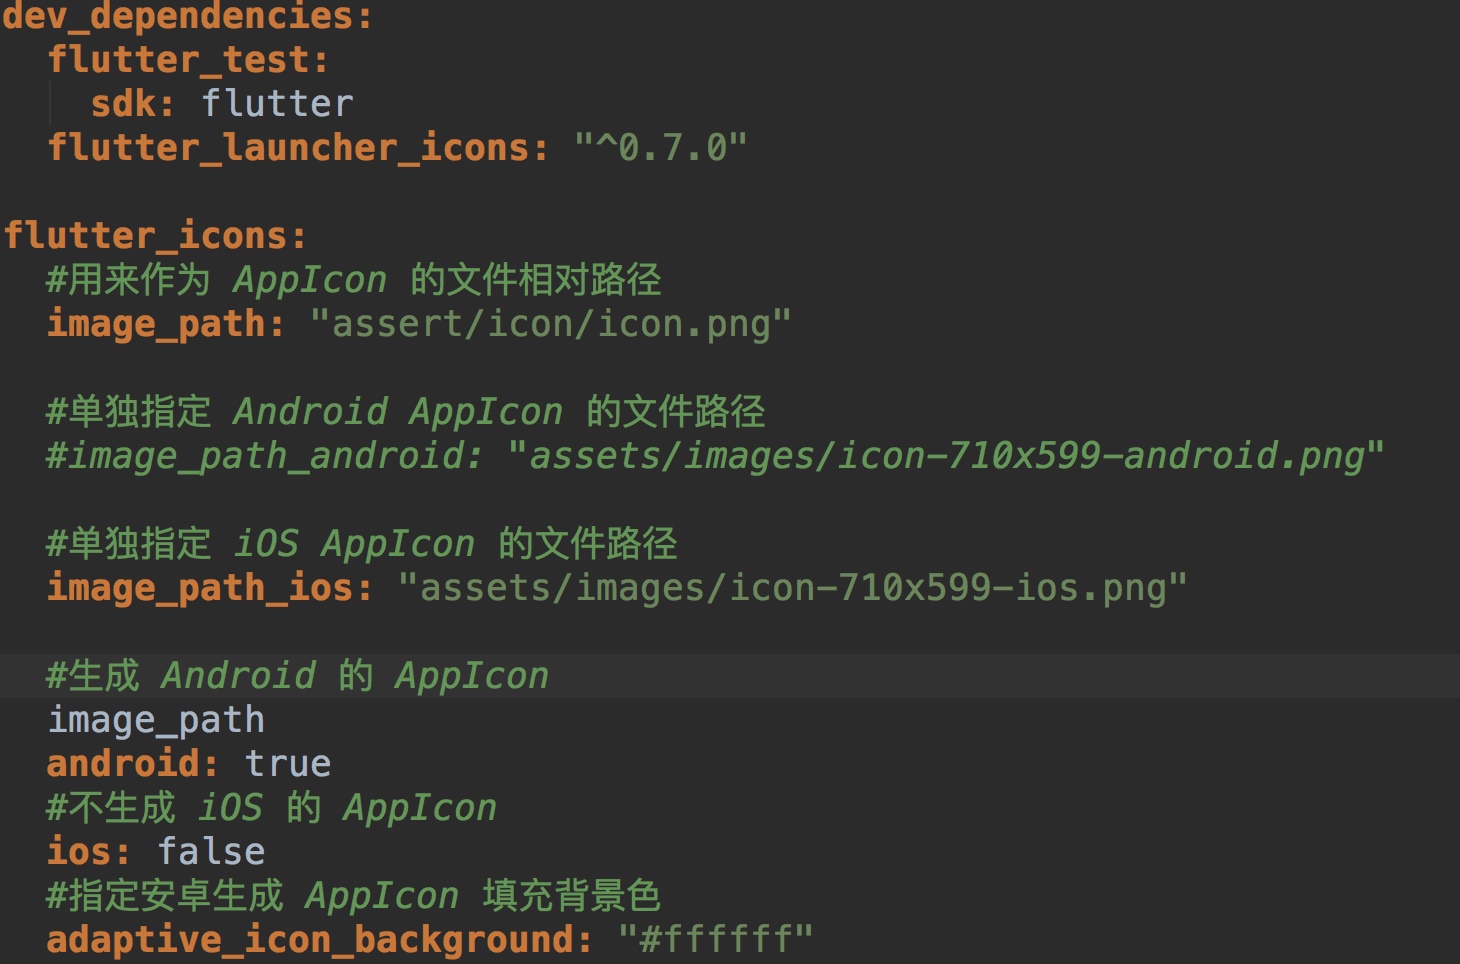 dev_dependencies:
flutter_test:
sdk: flutter
flutter_launcher_icons: "^0.7.0"
flutter_icons:
#用来作为 AppIcon 的文件相对路径
image_path: "assert/icon/icon.png"
#单独指定 Android AppIcon 的文件路径
#image_path_android: "assets/images/icon-710x599-android.png"
#单独指定 iOS AppIcon 的文件路径
image_path_ios: "assets/images/icon-710x599-ios.png"
#生成 Android 的 AppIcon
image_path
android: true
#不生成 iOS 的 AppIcon
ios: false
#指定安卓生成 AppIcon 填充背景色
adaptive_icon_background: "#ffffff"